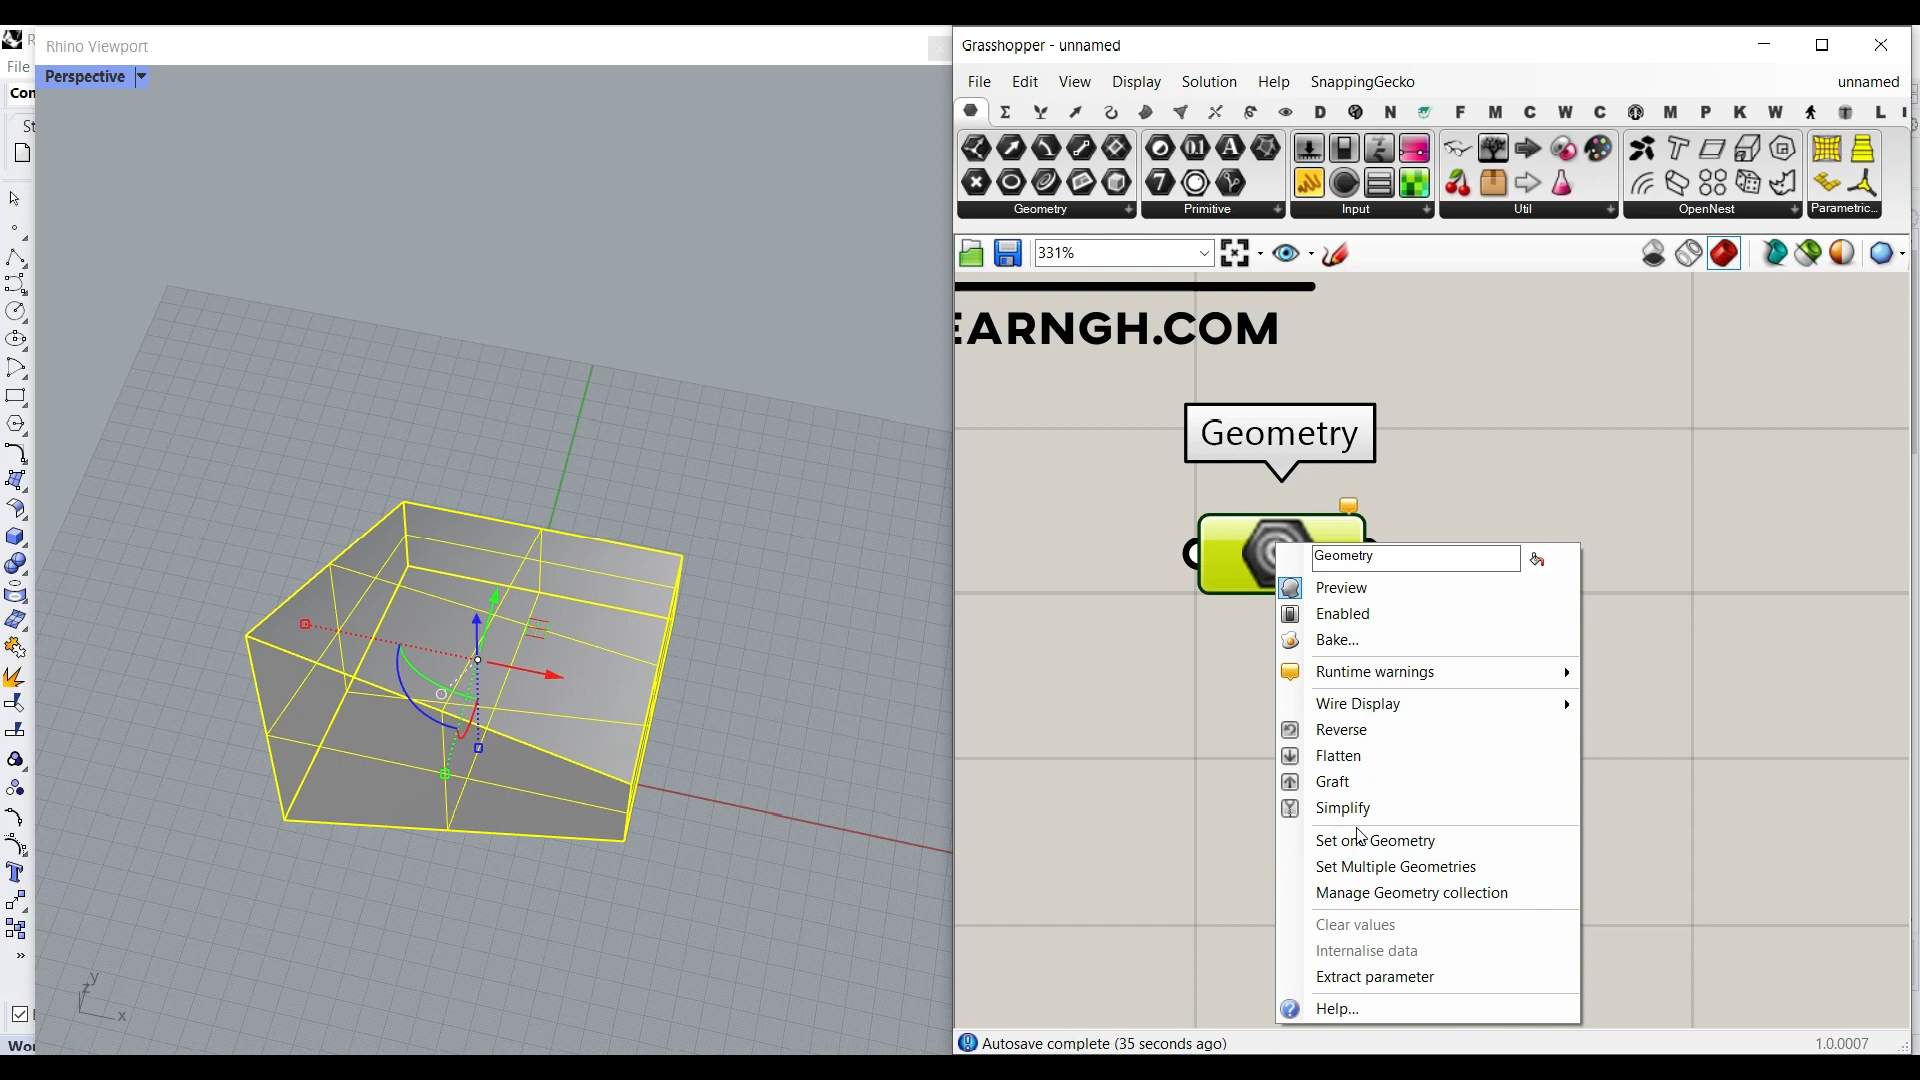 Rhino Viewport
Perspective
File
Grasshopper - unnamed
File Edit View Display Solution Help SnappingGecko unnamed
D N F M C W C M P K W L
Geometry Primitive Input Util OpenNest Parametric...
331%
EARNGH.COM
Geometry
Geometry
Preview
Enabled
Bake...
Runtime warnings
Wire Display
Reverse
Flatten
Graft
Simplify
Set one Geometry
Set Multiple Geometries
Manage Geometry collection
Clear values
Internalise data
Extract parameter
Help...
y
z
x
Autosave complete (35 seconds ago) 1.0.0007